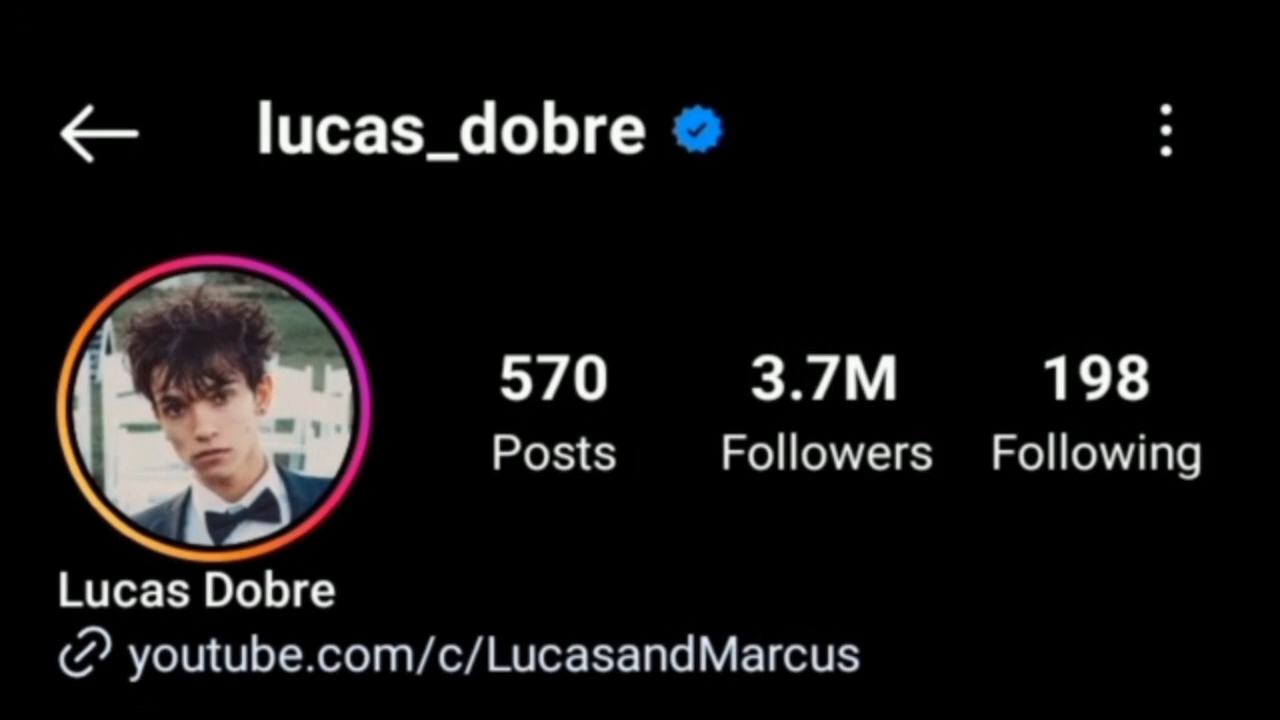 lucas_dobre
570 3.7M 198
Posts Followers Following
Lucas Dobre
youtube.com/c/LucasandMarcus